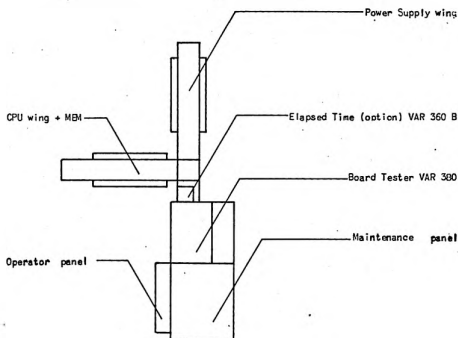 Power Supply wing
CPU wing + MEM
Elapsed Time (option) VAR 360 B
Board Tester VAR 380
Maintenance panel
Operator panel